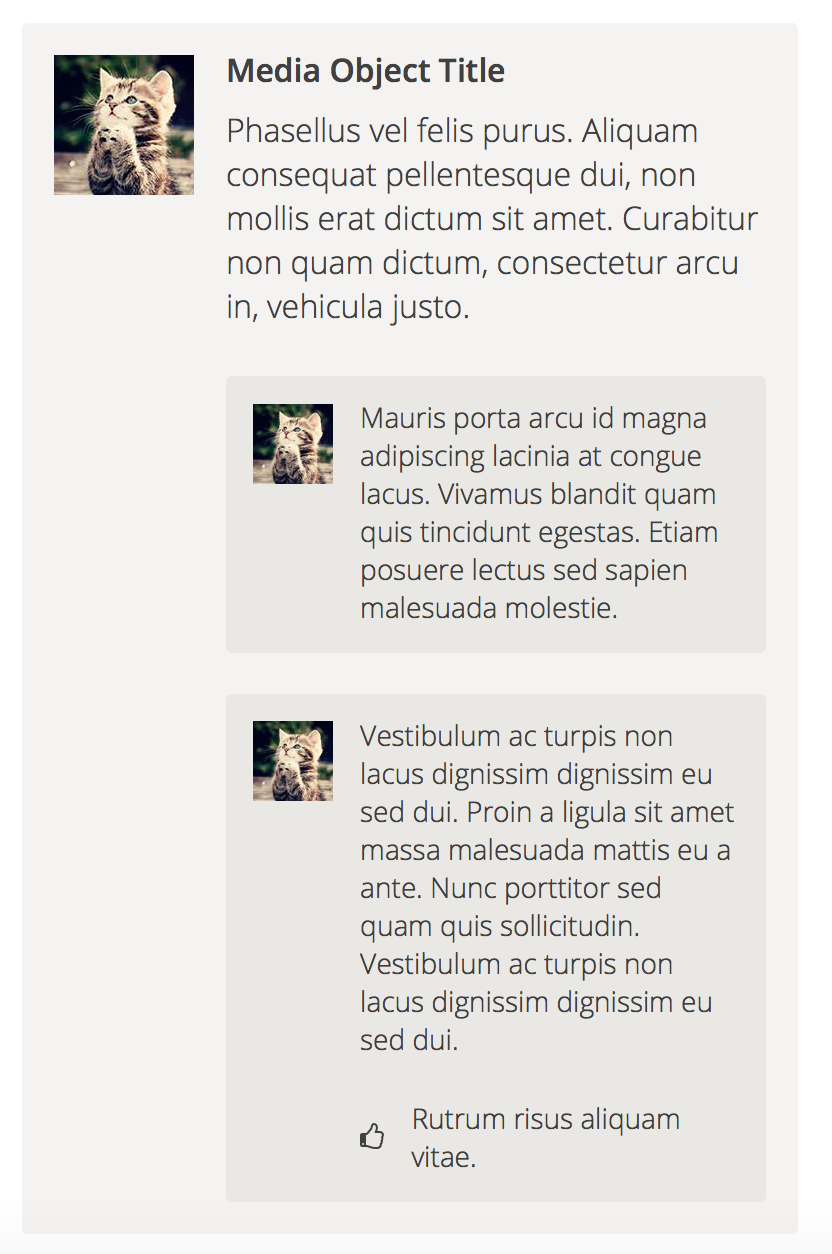 Media Object Title
Phasellus vel felis purus. Aliquam
consequat pellentesque dui, non
mollis erat dictum sit amet. Curabitur
non quam dictum, consectetur arcu
in, vehicula justo.
Mauris porta arcu id magna
adipiscing lacinia at congue
lacus. Vivamus blandit quam
quis tincidunt egestas. Etiam
posuere lectus sed sapien
malesuada molestie.
Vestibulum ac turpis non
lacus dignissim dignissim eu
sed dui. Proin a ligula sit amet
massa malesuada mattis eu a
ante. Nunc porttitor sed
quam quis sollicitudin.
Vestibulum ac turpis non
lacus dignissim dignissim eu
sed dui.
Rutrum risus aliquam
vitae.